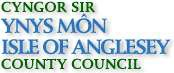 CYNGOR SIR
YNYS MÔN
ISLE OF ANGLESEY
COUNTY COUNCIL